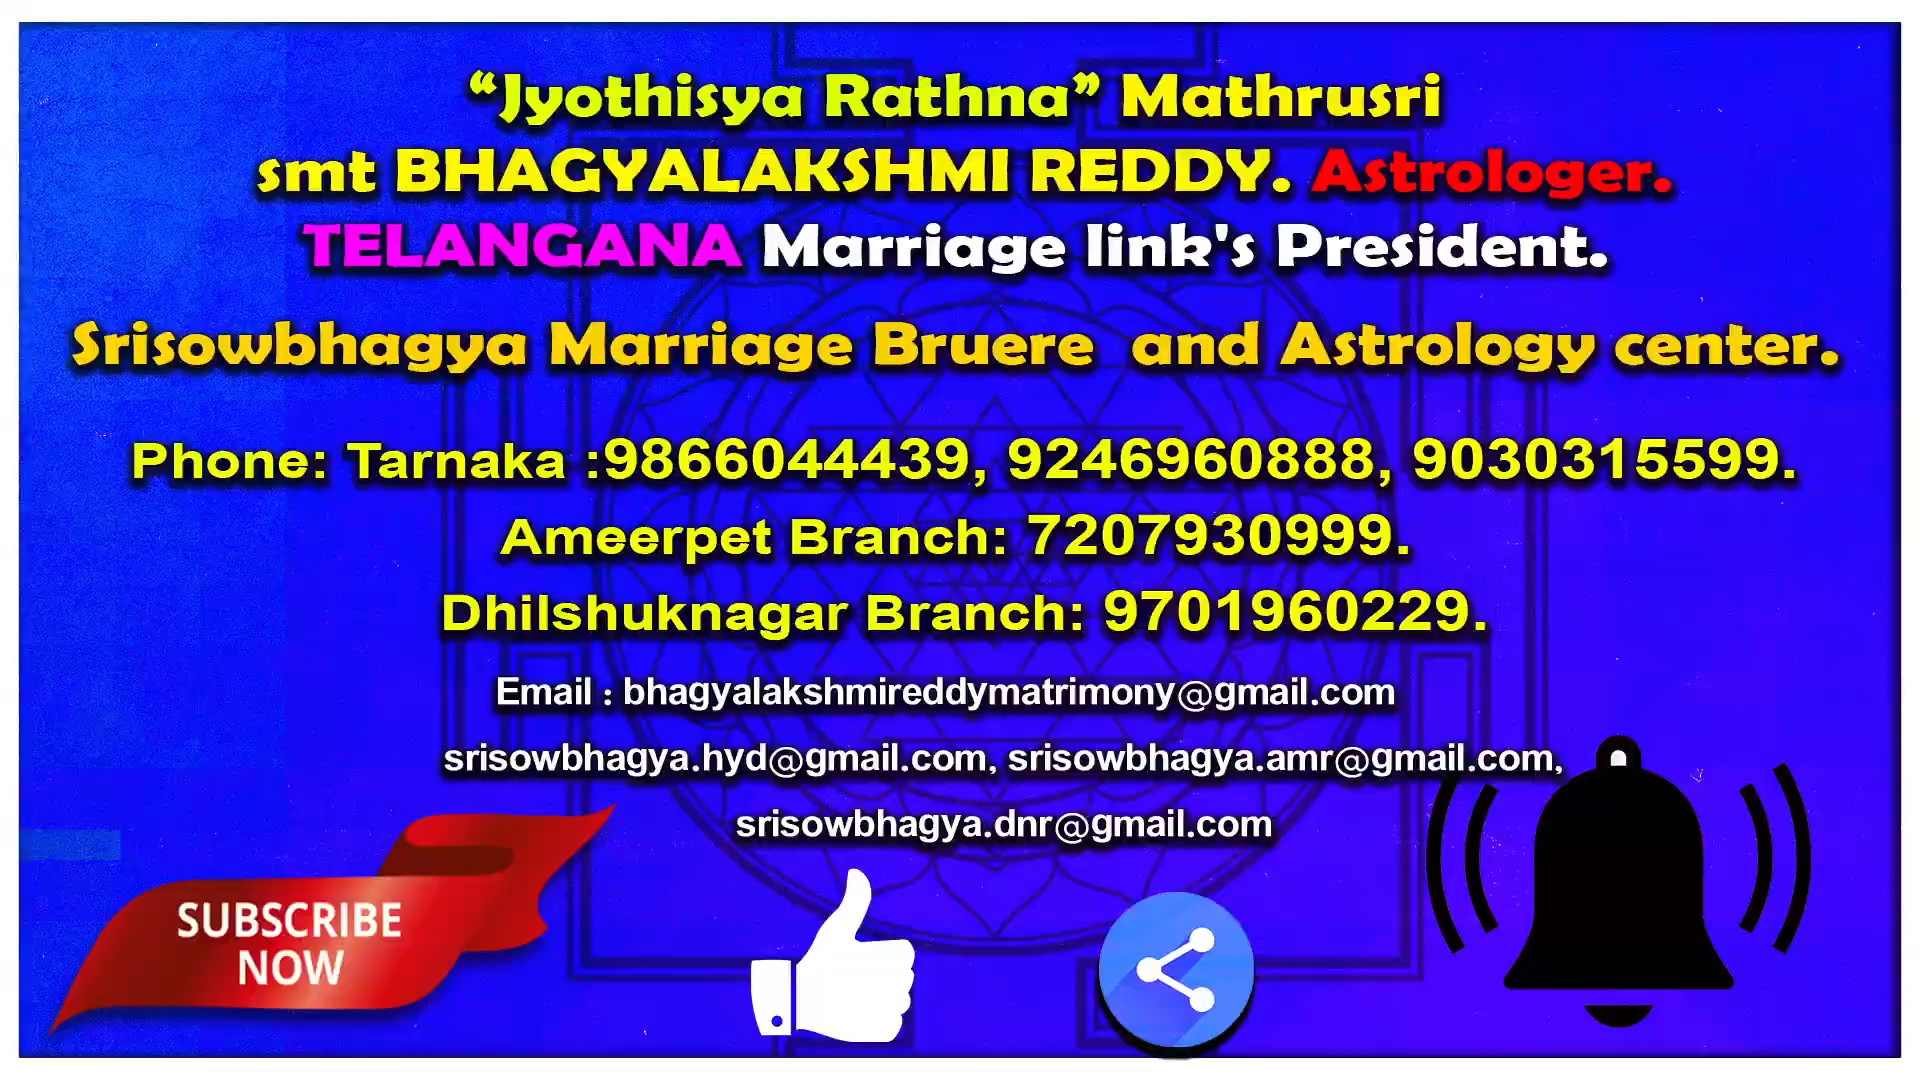 “Jyothisya Rathna” Mathrusri
smt BHAGYALAKSHMI REDDY. Astrologer.
TELANGANA Marriage link's President.
Srisowbhagya Marriage Bruere and Astrology center.
Phone: Tarnaka :9866044439, 9246960888, 9030315599.
Ameerpet Branch: 7207930999.
Dhilshuknagar Branch: 9701960229.
Email : bhagyalakshmireddymatrimony@gmail.com
srisowbhagya.hyd@gmail.com, srisowbhagya.amr@gmail.com,
srisowbhagya.dnr@gmail.com
SUBSCRIBE
NOW